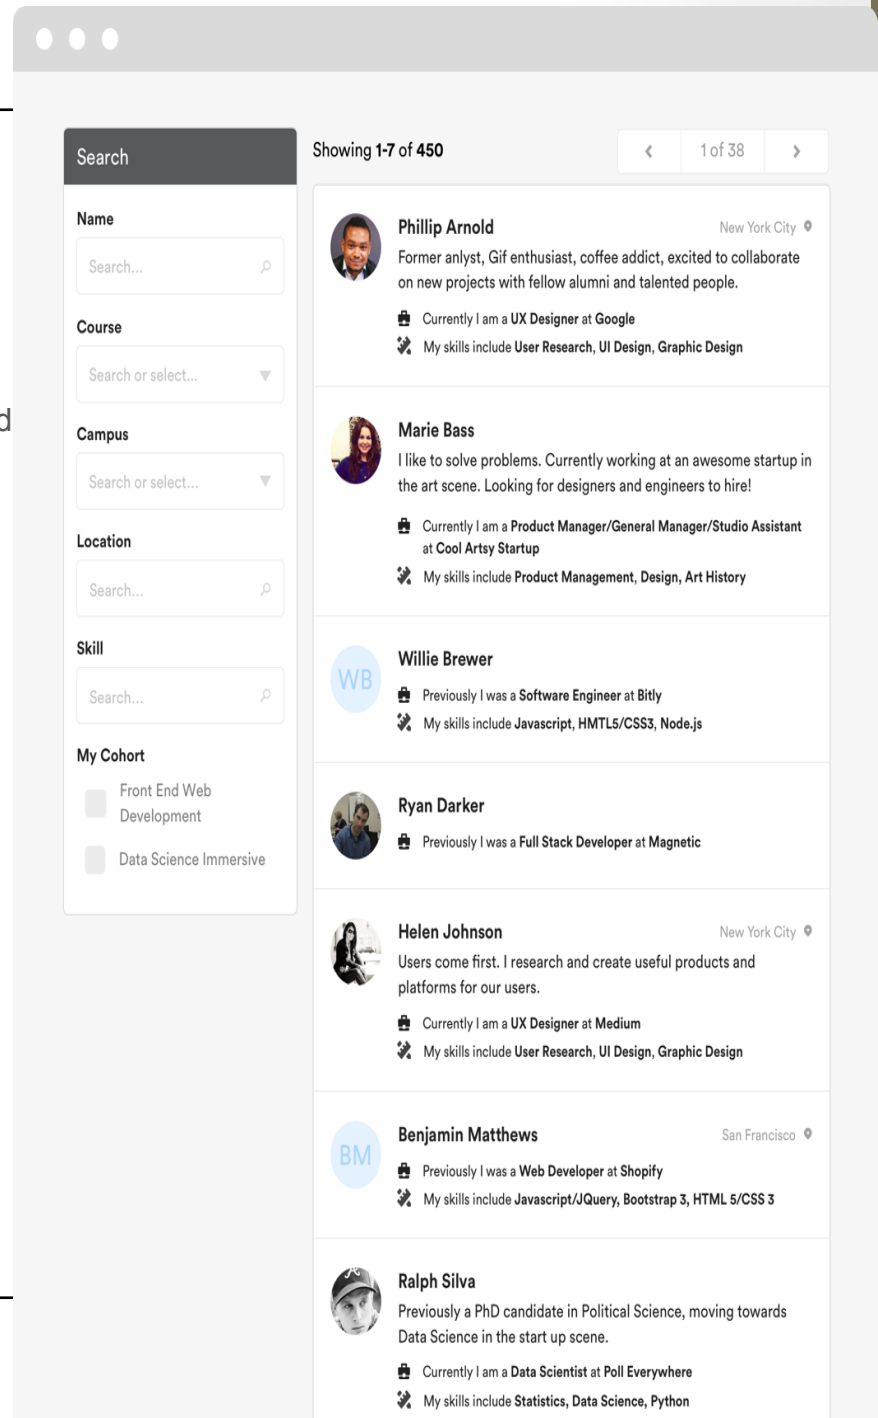 Search
Name
Search...
Course
Search or select...
Campus
Search or select...
Location
Search...
Skill
Search...
My Cohort
Front End Web
Development
Data Science Immersive
d
Showing 1-7 of 450
1 of 38
Phillip Arnold
New York City
Former anlyst, Gif enthusiast, coffee addict, excited to collaborate
on new projects with fellow alumni and talented people.
Currently I am a UX Designer at Google
My skills include User Research, UI Design, Graphic Design
Marie Bass
I like to solve problems. Currently working at an awesome startup in
the art scene. Looking for designers and engineers to hire!
Currently I am a Product Manager/General Manager/Studio Assistant
at Cool Artsy Startup
My skills include Product Management, Design, Art History
WB
Willie Brewer
Previously I was a Software Engineer at Bitly
My skills include Javascript, HMTL5/CSS3, Node.js
Ryan Darker
Previously I was a Full Stack Developer at Magnetic
Helen Johnson
New York City
Users come first. I research and create useful products and
platforms for our users.
Currently I am a UX Designer at Medium
My skills include User Research, UI Design, Graphic Design
BM
Benjamin Matthews
San Francisco
Previously I was a Web Developer at Shopify
My skills include Javascript/JQuery, Bootstrap 3, HTML 5/CSS 3
Ralph Silva
Previously a PhD candidate in Political Science, moving towards
Data Science in the start up scene.
Currently I am a Data Scientist at Poll Everywhere
My skills include Statistics, Data Science, Python